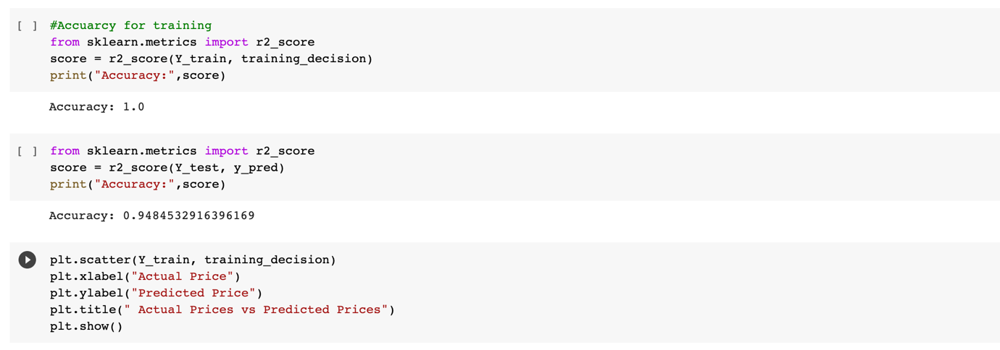 [ ] #Accuarcy for training
from sklearn.metrics import r2_score
score = r2_score(Y_train, training_decision)
print("Accuracy:",score)
Accuracy: 1.0
[ ] from sklearn.metrics import r2_score
score = r2_score(Y_test, y_pred)
print("Accuracy:",score)
Accuracy: 0.9484532916396169
plt.scatter(Y_train, training_decision)
plt.xlabel("Actual Price")
plt.ylabel("Predicted Price")
plt.title(" Actual Prices vs Predicted Prices")
plt.show()